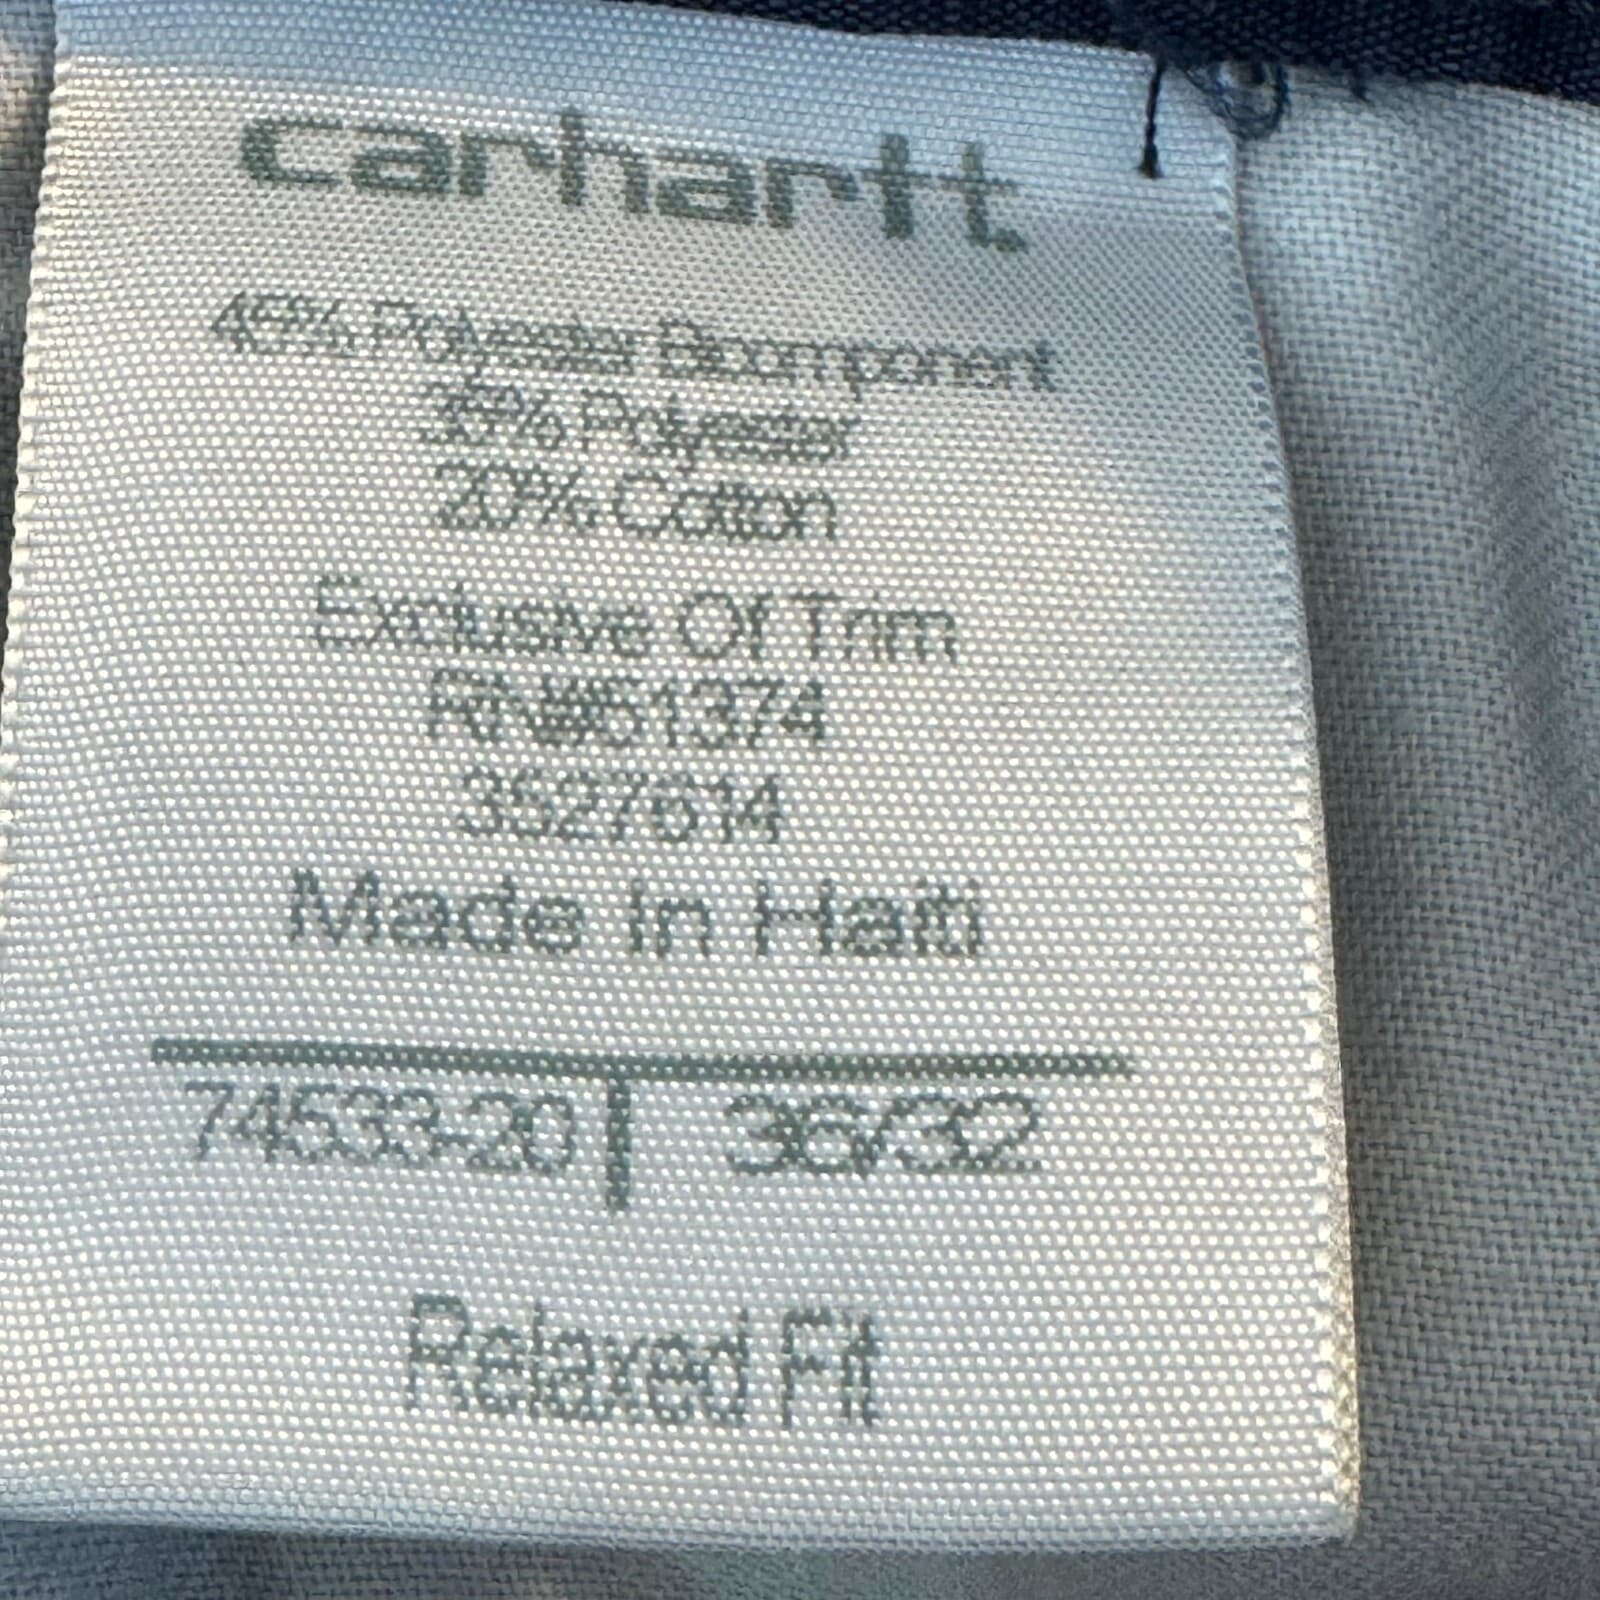 carhartt.
45% Polyester Bicomponent
35% Polyester
20% Cotton
Exclusive Of Trim
RN#51374
3527614
Made In Haiti
74533-20 36/32
Relaxed Fit